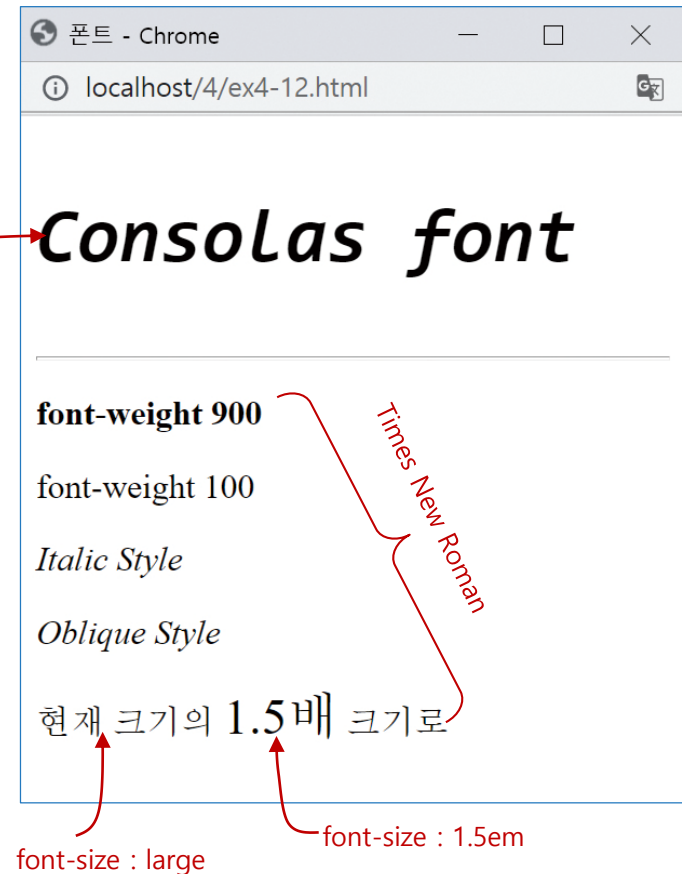 폰트 - Chrome
localhost/4/ex4-12.html
Consolas font
font-weight 900
font-weight 100
Italic Style
Oblique Style
현재 크기의 1.5배 크기로
Times New Roman
font-size : 1.5em
font-size : large